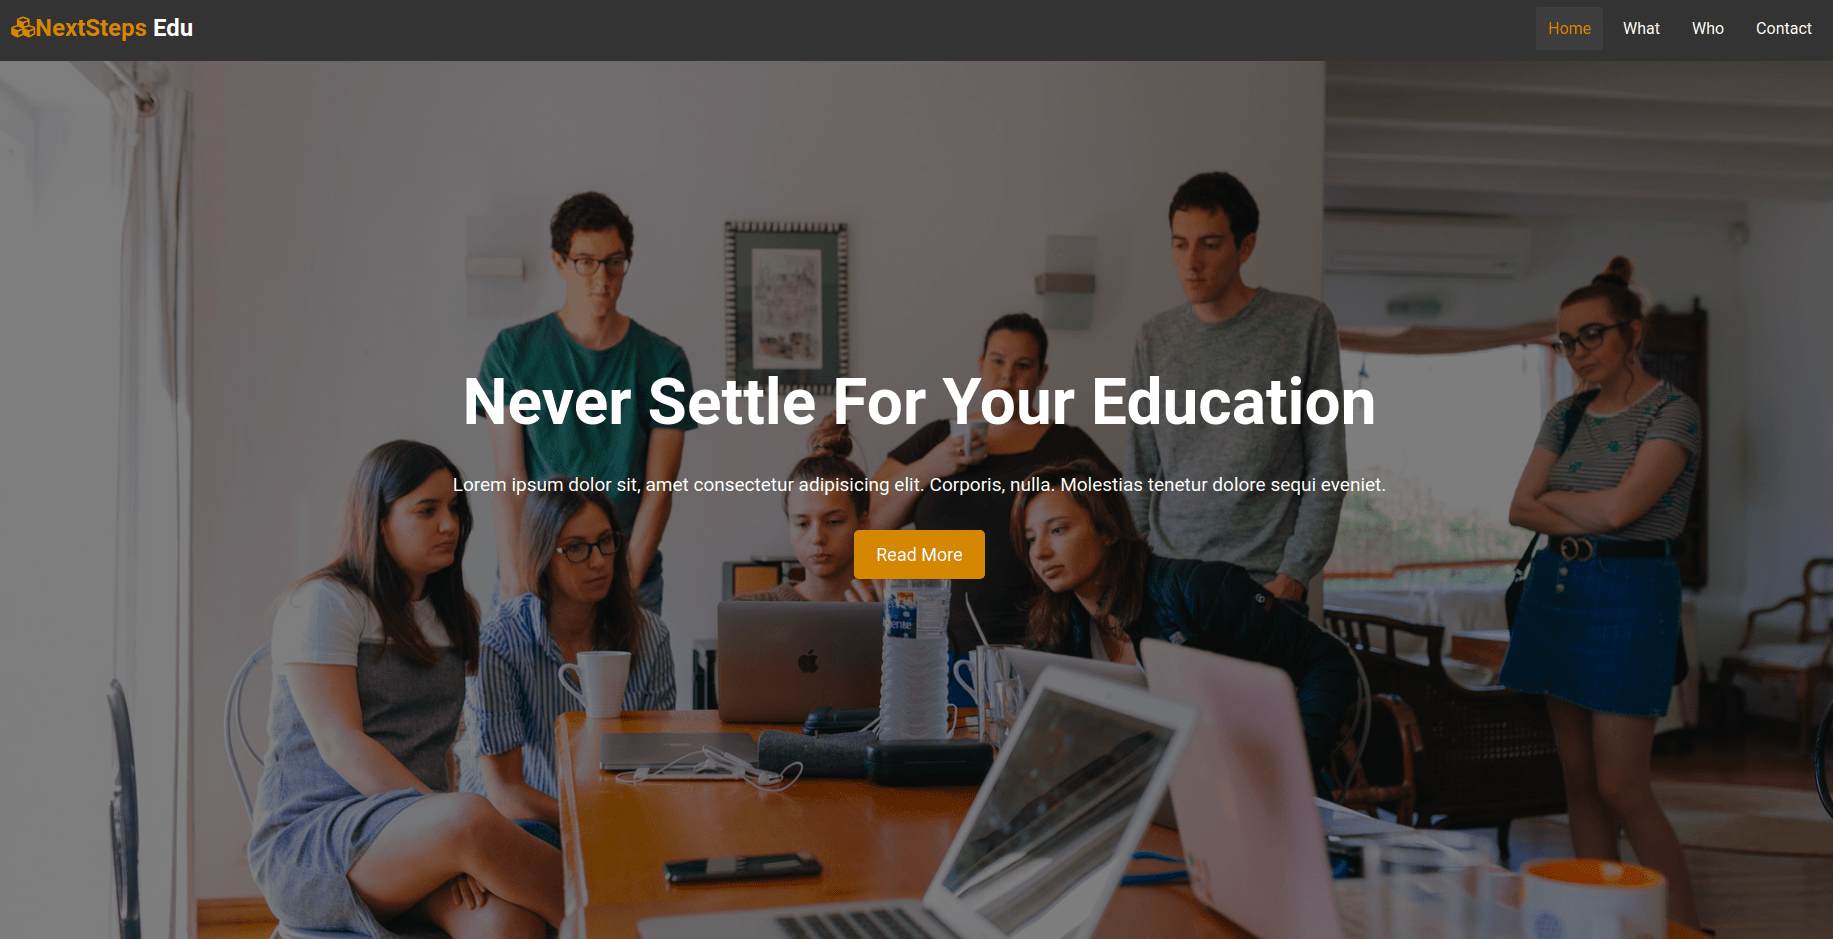 NextSteps Edu
Home
What
Who
Contact
Never Settle For Your Education
Lorem ipsum dolor sit, amet consectetur adipisicing elit. Corporis, nulla. Molestias tenetur dolore sequi eveniet.
Read More